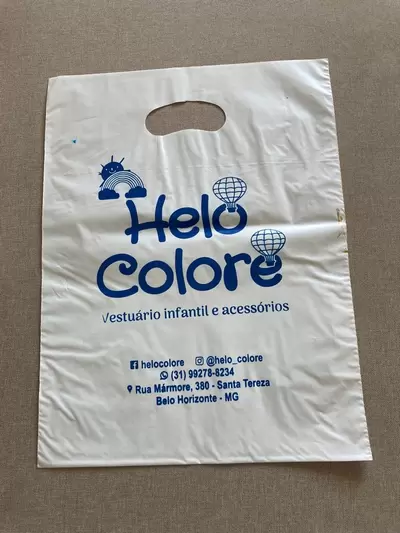 Helo
Colore
Vestuário infantil e acessórios
helocolore @helo_colore
(31) 99278-8234
Rua Mármore, 380 - Santa Tereza
Belo Horizonte - MG